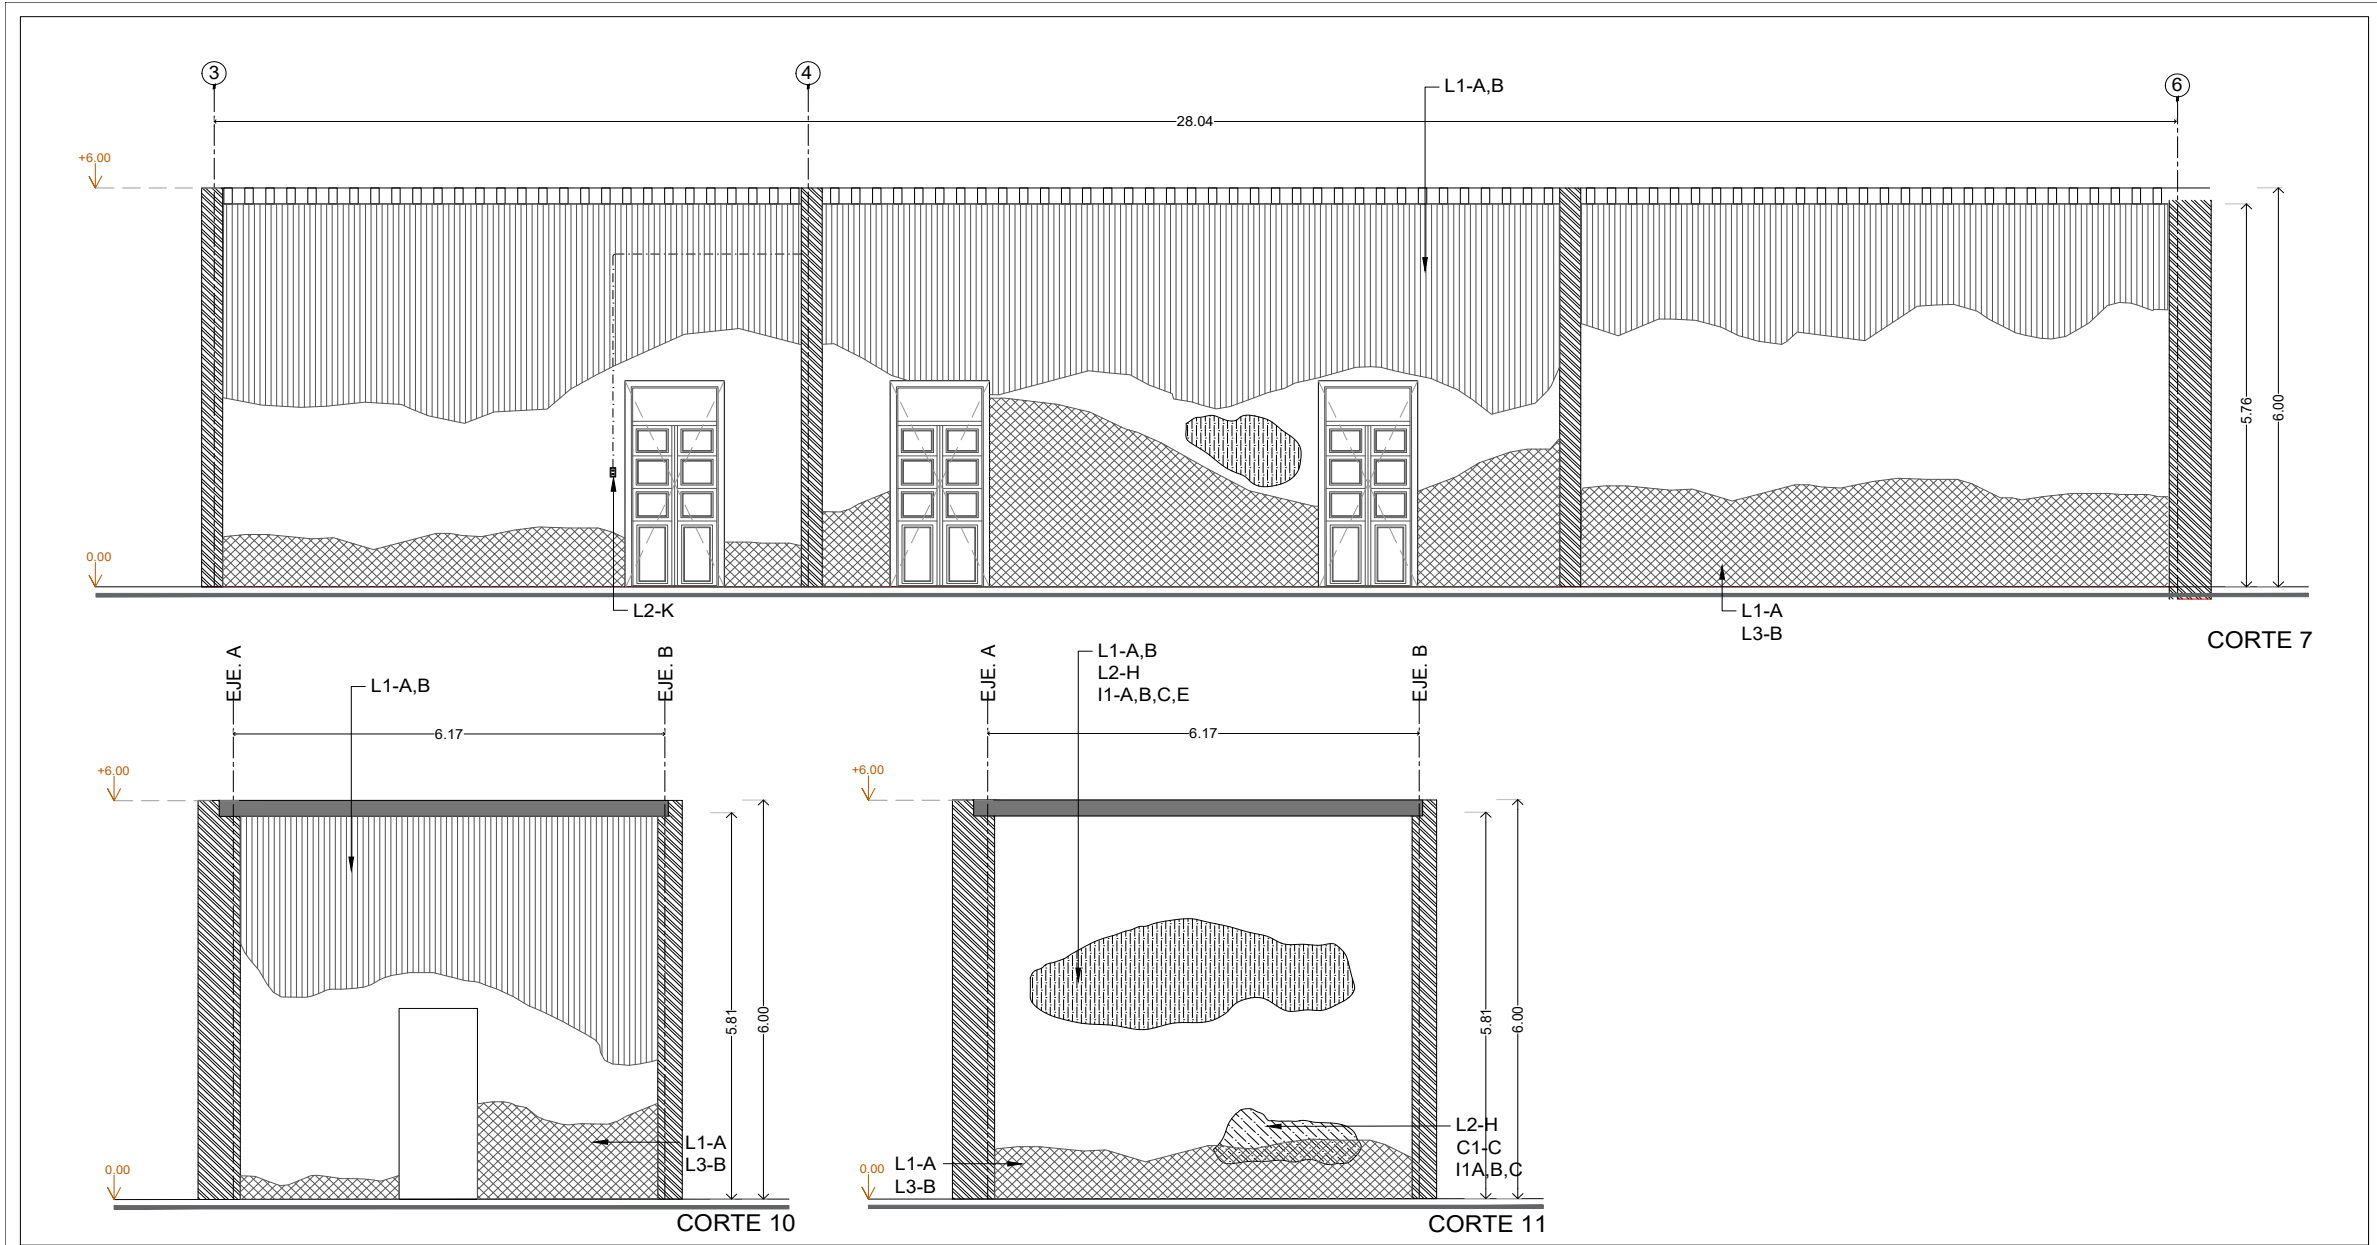 3
4
6
L1-A,B
28.04
+6.00
5.76
6.00
0.00
L2-K
L1-A
L3-B
CORTE 7
EJE. A
EJE. B
L1-A,B
6.17
+6.00
5.81
6.00
L1-A
L3-B
0.00
CORTE 10
EJE. A
EJE. B
L1-A,B
L2-H
I1-A,B,C,E
6.17
+6.00
5.81
6.00
L2-H
C1-C
I1A,B,C
0.00
L1-A
L3-B
CORTE 11